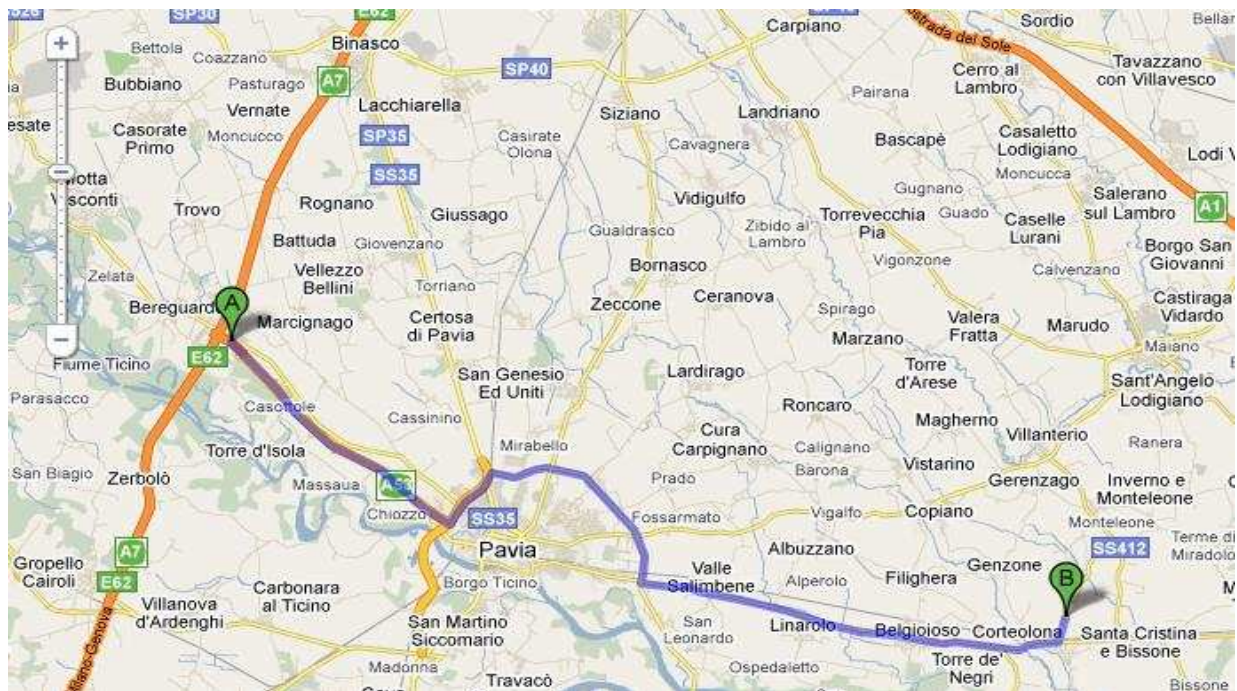 SP30
E62
Carpiano
Sordio
Bettola
Coazzano
Binasco
strada del Sole
Tavazzano
con Villavesco
Bubbiano
Pasturago
A7
SP40
Cerro al
Lambro
Pairana
Vernate
Lacchiarella
Siziano
Landriano
Casorate
Primo
Moncucco
SP35
Casirate
Olona
Cavagnera
Bascapè
Casaletto
Lodigiano
Moncucca
SS35
Vidigulfo
Gugnano
Salerano
sul Lambro
Trovo
Rognano
Giussago
Torrevecchia
Pia
Guado
Caselle
Lurani
A1
Battuda
Giovenzano
Gualdrasco
Zibido al
Lambro
Vigonzone
Borgo San
Giovanni
Zelata
Vellezzo
Bellini
Torriano
Bornasco
Calvenzano
A
Marcignago
Certosa
di Pavia
Zeccone
Ceranova
Spirago
Valera
Fratta
Marudo
Castiraga
Vidardo
E62
Fiume Ticino
Marzano
Maiano
Parasacco
Casottole
Cassinino
San Genesio
Ed Uniti
Lardirago
Torre
d'Arese
Sant'Angelo
Lodigiano
Roncaro
Magherno
Torre d'Isola
Mirabello
Cura
Carpignano
Calignano
Villanterio
Ranera
San Biagio
Zerbolò
Massaua
Prado
Barona
Vistarino
Gerenzago
Inverno e
Monteleone
Chiozzo
SS35
Fossarmato
Vigalfo
Copiano
Monteleone
A7
Pavia
Albuzzano
SS412
Terme di
Gropello
Cairoli
E62
Carbonara
al Ticino
Borgo Ticino
Valle
Salimbene
Alperolo
Filighera
Genzone
B
Villanova
d'Ardenghi
San Martino
Siccomario
San
Leonardo
Linarolo
Belgioioso
Corteolona
Santa Cristina
e Bissone
Milano-Genova
Madonna
Travacò
Ospedaletto
Torre de'
Negri
Bissone